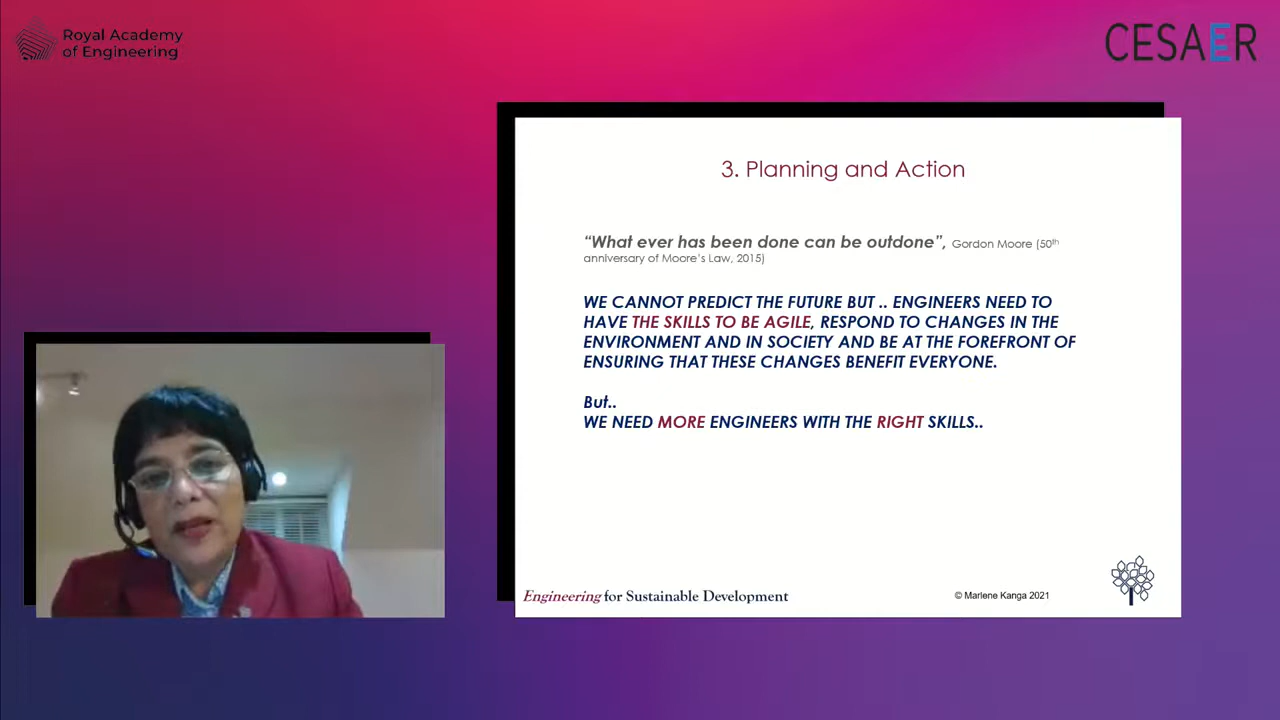 Royal Academy
of Engineering
CESAER
3. Planning and Action
“What ever has been done can be outdone”, Gordon Moore (50th
anniversary of Moore’s Law, 2015)
WE CANNOT PREDICT THE FUTURE BUT .. ENGINEERS NEED TO
HAVE THE SKILLS TO BE AGILE, RESPOND TO CHANGES IN THE
ENVIRONMENT AND IN SOCIETY AND BE AT THE FOREFRONT OF
ENSURING THAT THESE CHANGES BENEFIT EVERYONE.
But..
WE NEED MORE ENGINEERS WITH THE RIGHT SKILLS..
Engineering for Sustainable Development
© Marlene Kanga 2021